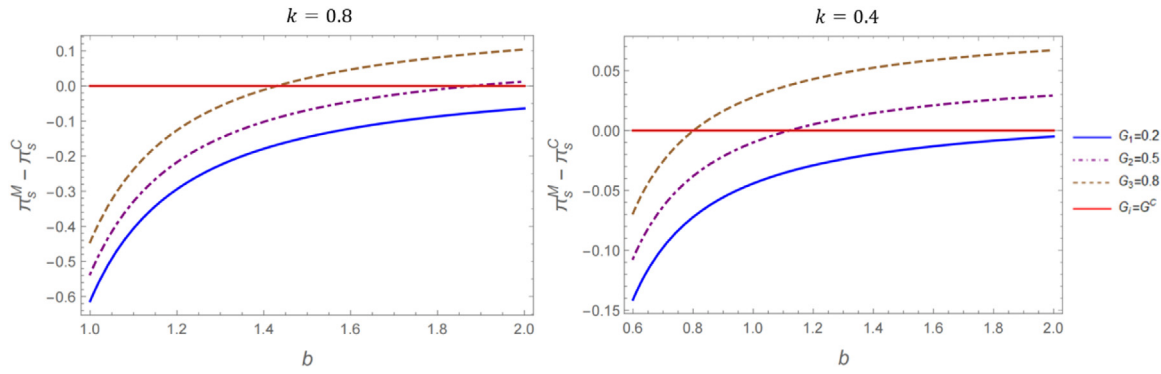 k = 0.8
0.1
0.0
−0.1
−0.2
−0.3
−0.4
−0.5
−0.6
π_s^M − π_s^C
1.0 1.2 1.4 1.6 1.8 2.0
b
k = 0.4
0.05
0.00
−0.05
−0.10
−0.15
π_s^M − π_s^C
0.6 0.8 1.0 1.2 1.4 1.6 1.8 2.0
b
G₁=0.2
G₂=0.5
G₃=0.8
G_i=G^C